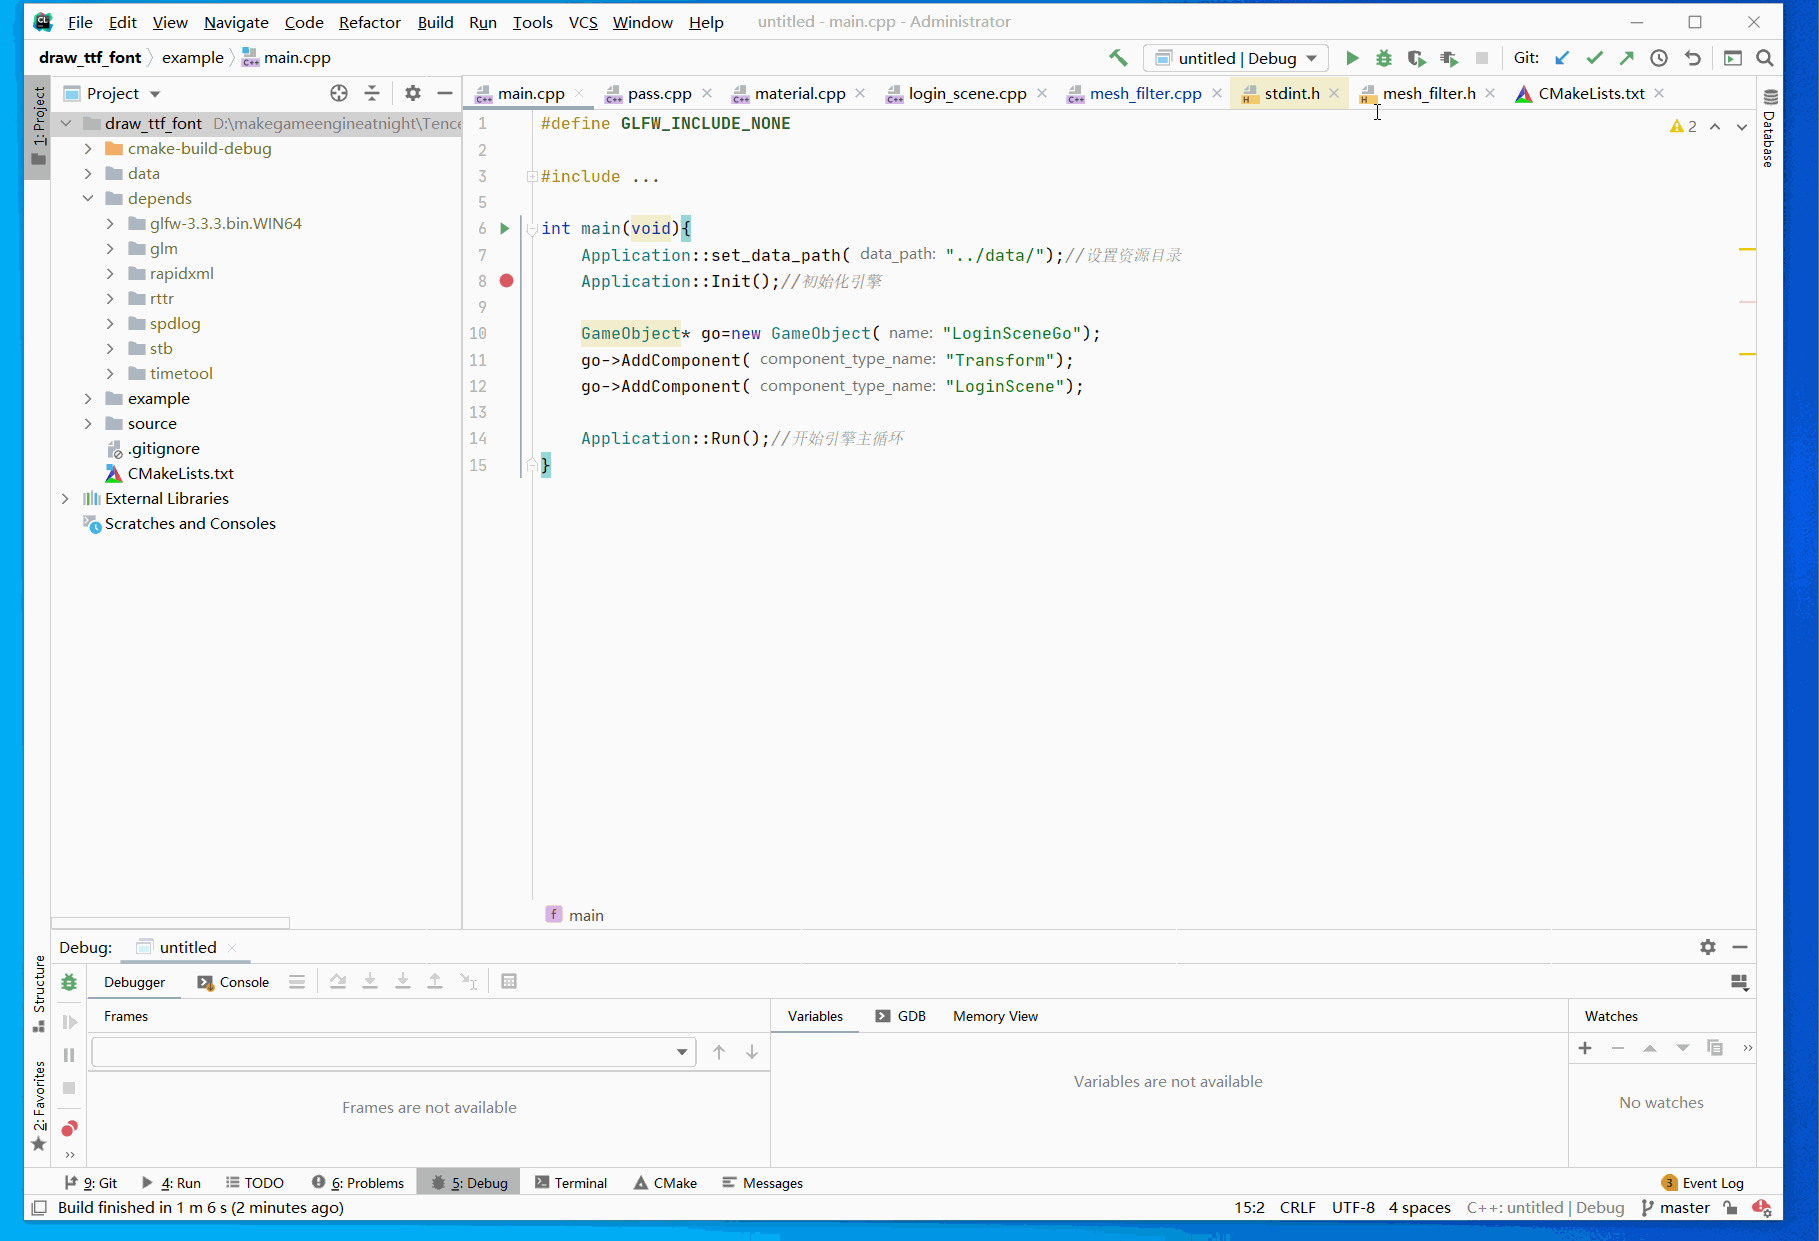 File Edit View Navigate Code Refactor Build Run Tools VCS Window Help untitled - main.cpp - Administrator
draw_ttf_font example main.cpp untitled | Debug Git:
1: Project Project main.cpp pass.cpp material.cpp login_scene.cpp mesh_filter.cpp stdint.h mesh_filter.h CMakeLists.txt Database
draw_ttf_font D:\makegameengineatnight\Tence
cmake-build-debug
data
depends
glfw-3.3.3.bin.WIN64
glm
rapidxml
rttr
spdlog
stb
timetool
example
source
.gitignore
CMakeLists.txt
External Libraries
Scratches and Consoles
1 #define GLFW_INCLUDE_NONE
2
3 #include ...
5
6 int main(void){
7 Application::set_data_path( data_path: "../data/");//设置资源目录
8 Application::Init();//初始化引擎
9
10 GameObject* go=new GameObject( name: "LoginSceneGo");
11 go->AddComponent( component_type_name: "Transform");
12 go->AddComponent( component_type_name: "LoginScene");
13
14 Application::Run();//开始引擎主循环
15 }
2
f main
Debug: untitled
Structure
2: Favorites
Debugger Console
Frames Variables GDB Memory View Watches
Frames are not available
Variables are not available
No watches
9: Git 4: Run TODO 6: Problems 5: Debug Terminal CMake Messages 3 Event Log
Build finished in 1 m 6 s (2 minutes ago) 15:2 CRLF UTF-8 4 spaces C++: untitled | Debug master